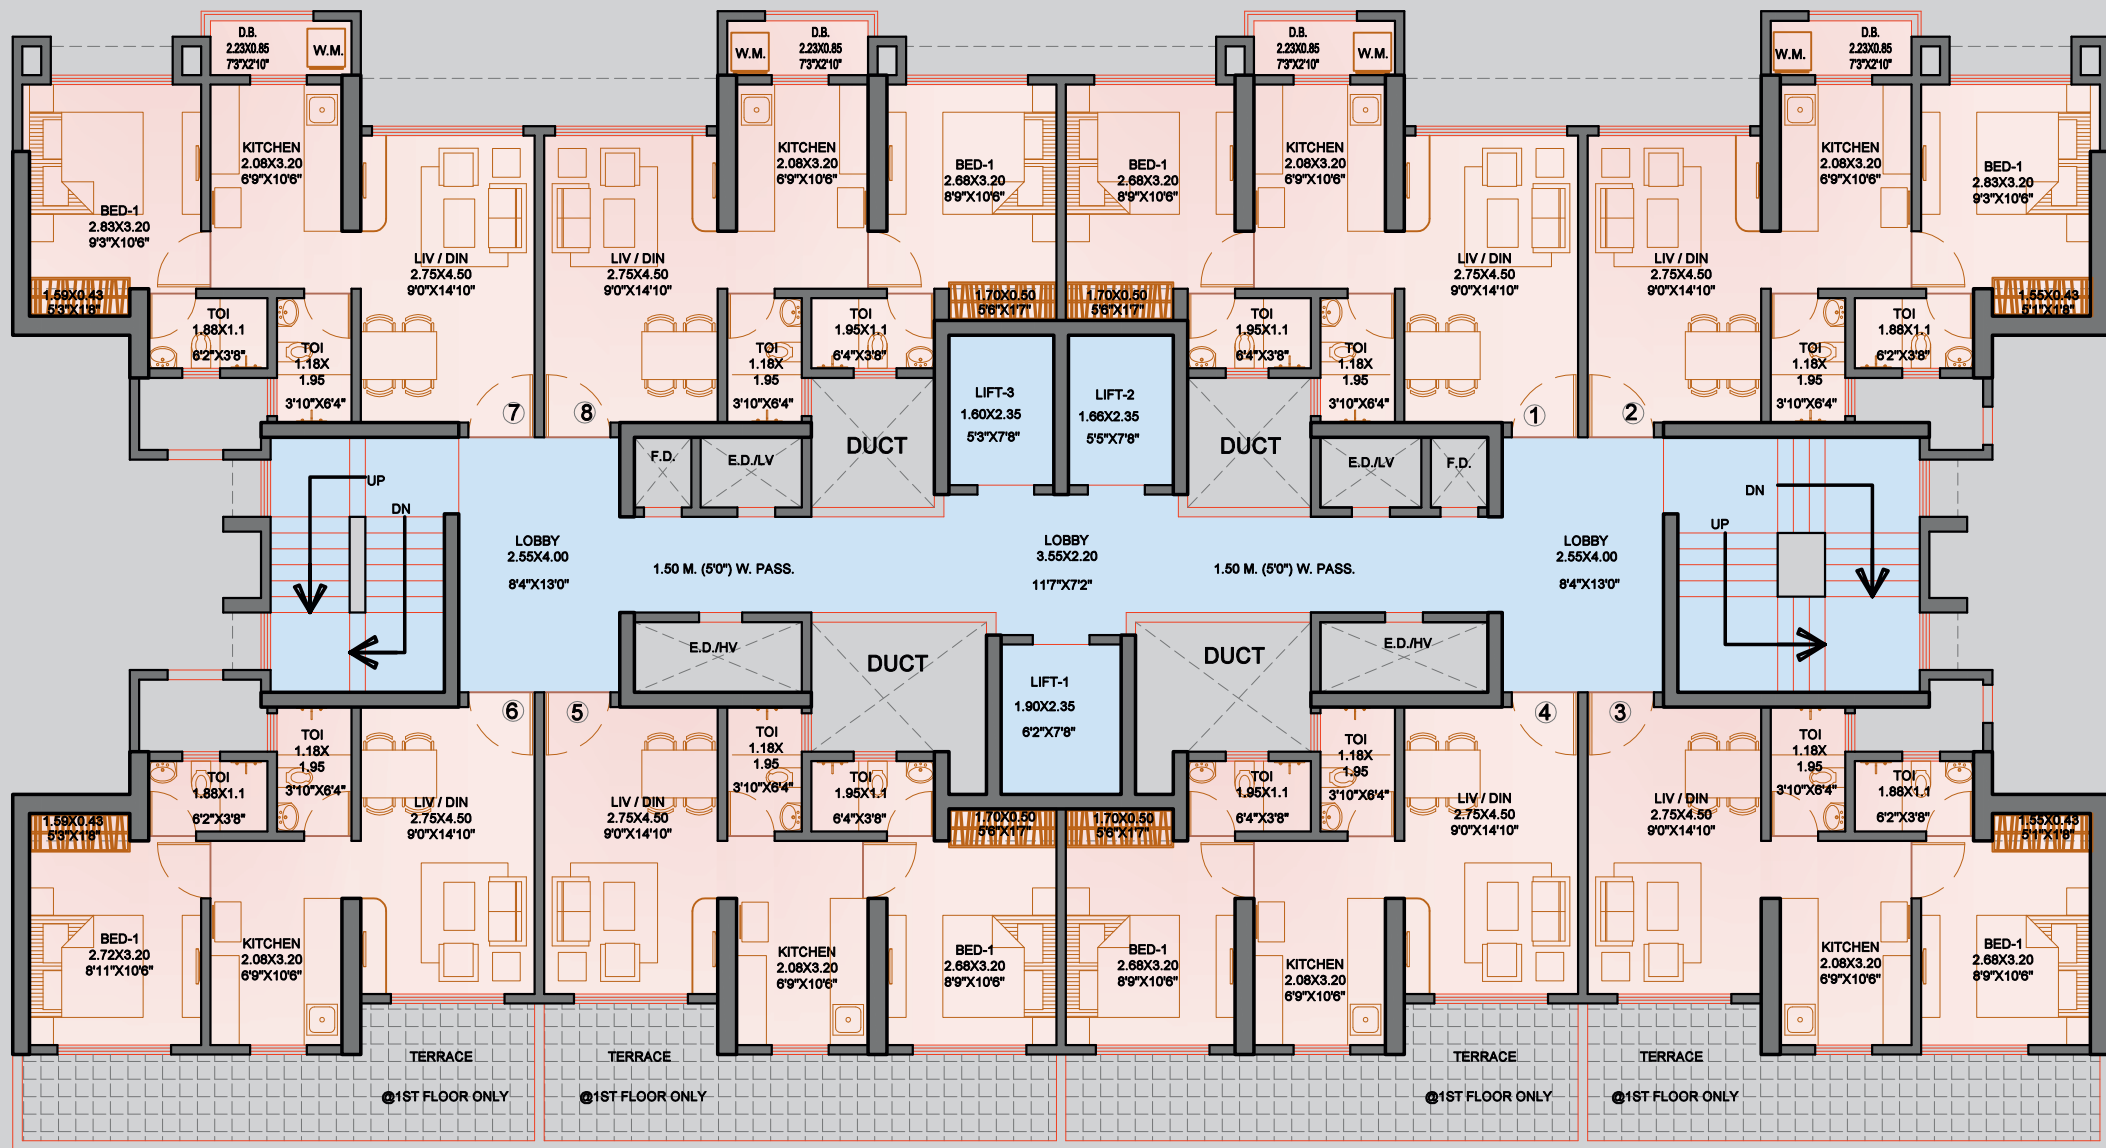 D.B.
2.23X0.85
7'3"X2'10"
W.M.
W.M.
D.B.
2.23X0.85
7'3"X2'10"
D.B.
2.23X0.85
7'3"X2'10"
W.M.
W.M.
D.B.
2.23X0.85
7'3"X2'10"
BED-1
2.83X3.20
9'3"X10'6"
KITCHEN
2.08X3.20
6'9"X10'6"
LIV / DIN
2.75X4.50
9'0"X14'10"
LIV / DIN
2.75X4.50
9'0"X14'10"
KITCHEN
2.08X3.20
6'9"X10'6"
BED-1
2.68X3.20
8'9"X10'6"
BED-1
2.68X3.20
8'9"X10'6"
KITCHEN
2.08X3.20
6'9"X10'6"
LIV / DIN
2.75X4.50
9'0"X14'10"
LIV / DIN
2.75X4.50
9'0"X14'10"
KITCHEN
2.08X3.20
6'9"X10'6"
BED-1
2.83X3.20
9'3"X10'6"
1.59X0.43
5'3"X1'8"
TOI
1.88X1.1
6'2"X3'8"
TOI
1.18X
1.95
3'10"X6'4"
7
8
TOI
1.18X
1.95
3'10"X6'4"
TOI
1.95X1.1
6'4"X3'8"
1.70X0.50
5'6"X1'7"
1.70X0.50
5'6"X1'7"
TOI
1.95X1.1
6'4"X3'8"
TOI
1.18X
1.95
3'10"X6'4"
1
2
TOI
1.18X
1.95
3'10"X6'4"
TOI
1.88X1.1
6'2"X3'8"
1.55X0.43
5'1"X1'8"
LIFT-3
1.60X2.35
5'3"X7'8"
LIFT-2
1.66X2.35
5'5"X7'8"
DUCT
DUCT
F.D.
E.D./LV
E.D./LV
F.D.
UP
DN
LOBBY
2.55X4.00
8'4"X13'0"
1.50 M. (5'0") W. PASS.
LOBBY
3.55X2.20
11'7"X7'2"
1.50 M. (5'0") W. PASS.
LOBBY
2.55X4.00
8'4"X13'0"
DN
UP
E.D./HV
DUCT
LIFT-1
1.90X2.35
6'2"X7'8"
DUCT
E.D./HV
6
5
4
3
TOI
1.88X1.1
6'2"X3'8"
TOI
1.18X
1.95
3'10"X6'4"
TOI
1.18X
1.95
3'10"X6'4"
TOI
1.95X1.1
6'4"X3'8"
TOI
1.95X1.1
6'4"X3'8"
TOI
1.18X
1.95
3'10"X6'4"
TOI
1.18X
1.95
3'10"X6'4"
TOI
1.88X1.1
6'2"X3'8"
1.59X0.43
5'3"X1'8"
LIV / DIN
2.75X4.50
9'0"X14'10"
LIV / DIN
2.75X4.50
9'0"X14'10"
1.70X0.50
5'6"X1'7"
1.70X0.50
5'6"X1'7"
LIV / DIN
2.75X4.50
9'0"X14'10"
LIV / DIN
2.75X4.50
9'0"X14'10"
1.55X0.43
5'1"X1'8"
BED-1
2.72X3.20
8'11"X10'6"
KITCHEN
2.08X3.20
6'9"X10'6"
KITCHEN
2.08X3.20
6'9"X10'6"
BED-1
2.68X3.20
8'9"X10'6"
BED-1
2.68X3.20
8'9"X10'6"
KITCHEN
2.08X3.20
6'9"X10'6"
KITCHEN
2.08X3.20
6'9"X10'6"
BED-1
2.68X3.20
8'9"X10'6"
TERRACE
@1ST FLOOR ONLY
TERRACE
@1ST FLOOR ONLY
TERRACE
@1ST FLOOR ONLY
TERRACE
@1ST FLOOR ONLY